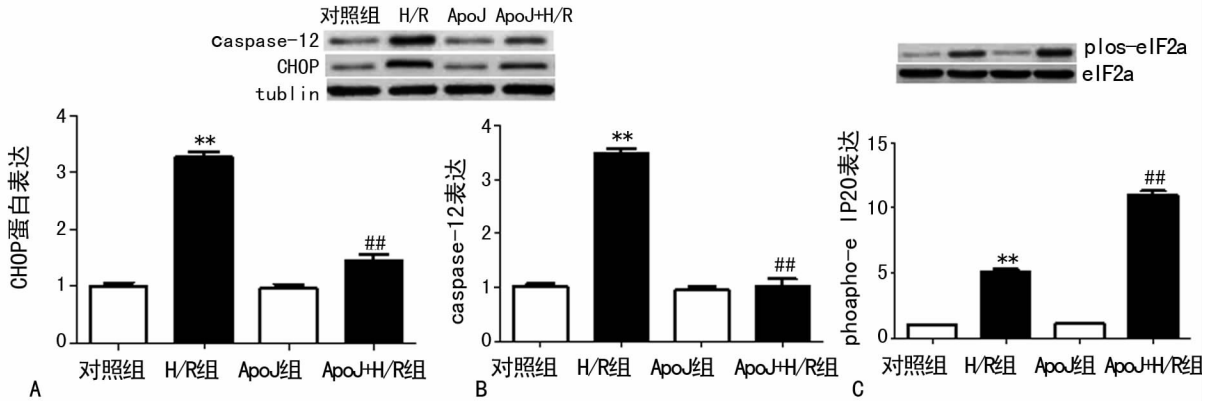 对照组 H/R ApoJ ApoJ+H/R
caspase-12
CHOP
tublin
plos-eIF2a
eIF2a
CHOP蛋白表达
4
3
2
1
0
**
##
对照组 H/R组 ApoJ组 ApoJ+H/R组
A
caspase-12表达
4
3
2
1
0
**
##
对照组 H/R组 ApoJ组 ApoJ+H/R组
B
phoapho-e IP20表达
15
10
5
0
**
##
对照组 H/R组 ApoJ组 ApoJ+H/R组
C